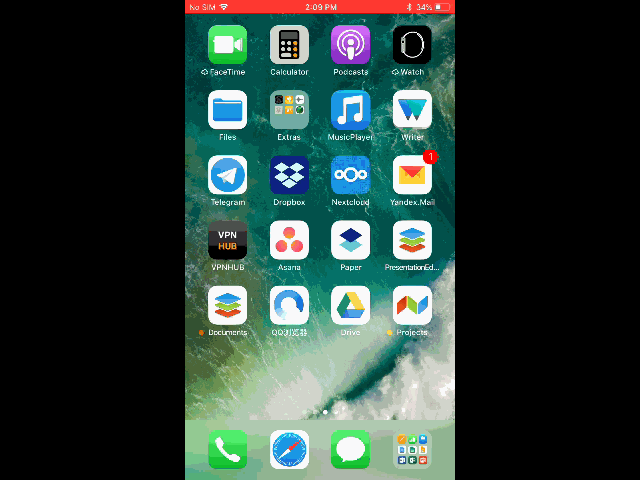 No SIM 2:09 PM 34%
FaceTime Calculator Podcasts Watch
Files Extras MusicPlayer Writer
1
Telegram Dropbox Nextcloud Yandex.Mail
VPN
HUB
VPNHUB Asana Paper PresentationEd...
Documents QQ浏览器 Drive Projects